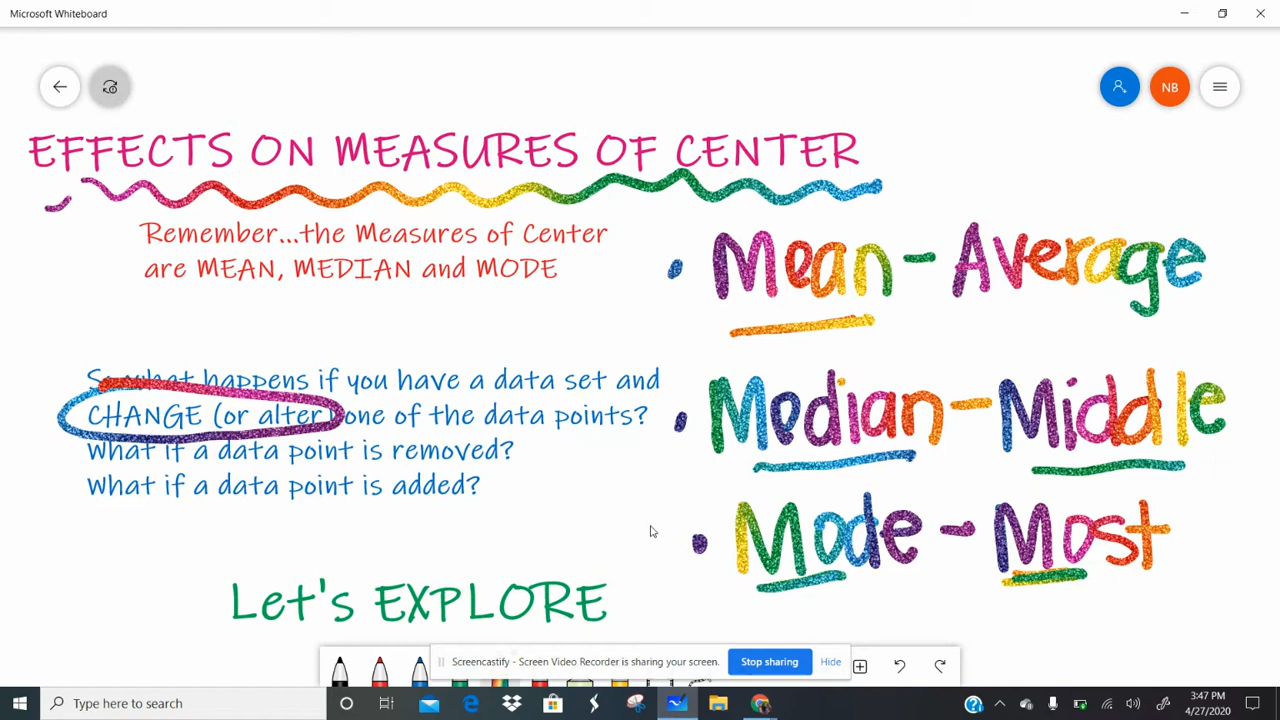 Microsoft Whiteboard
NB
EFFECTS ON MEASURES OF CENTER
Remember...the Measures of Center
are MEAN, MEDIAN and MODE
• Mean - Average
So what happens if you have a data set and
CHANGE (or alter) one of the data points?
What if a data point is removed?
What if a data point is added?
• Median - Middle
• Mode - Most
Let's EXPLORE
Screencastify - Screen Video Recorder is sharing your screen.
Stop sharing
Hide
Type here to search
3:47 PM
4/27/2020